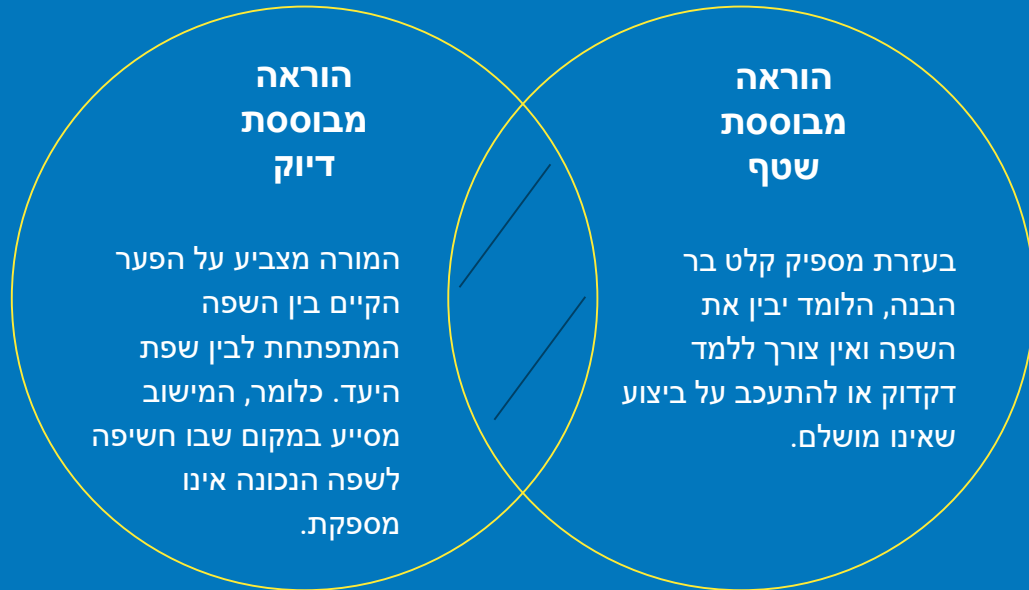 הוראה
מבוססת
שטף
בעזרת מספיק קלט בר
הבנה, הלומד יבין את
השפה ואין צורך ללמד
דקדוק או להתעכב על ביצוע
שאינו מושלם.
הוראה
מבוססת
דיוק
המורה מצביע על הפער
הקיים בין השפה
המתפתחת לבין שפת
היעד. כלומר, המישוב
מסייע במקום שבו חשיפה
לשפה הנכונה אינו
מספקת.